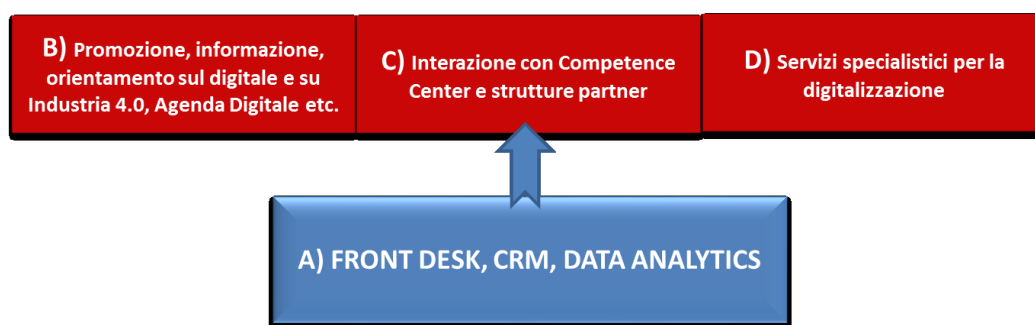 B) Promozione, informazione,
orientamento sul digitale e su
Industria 4.0, Agenda Digitale etc.
C) Interazione con Competence
Center e strutture partner
D) Servizi specialistici per la
digitalizzazione
A) FRONT DESK, CRM, DATA ANALYTICS